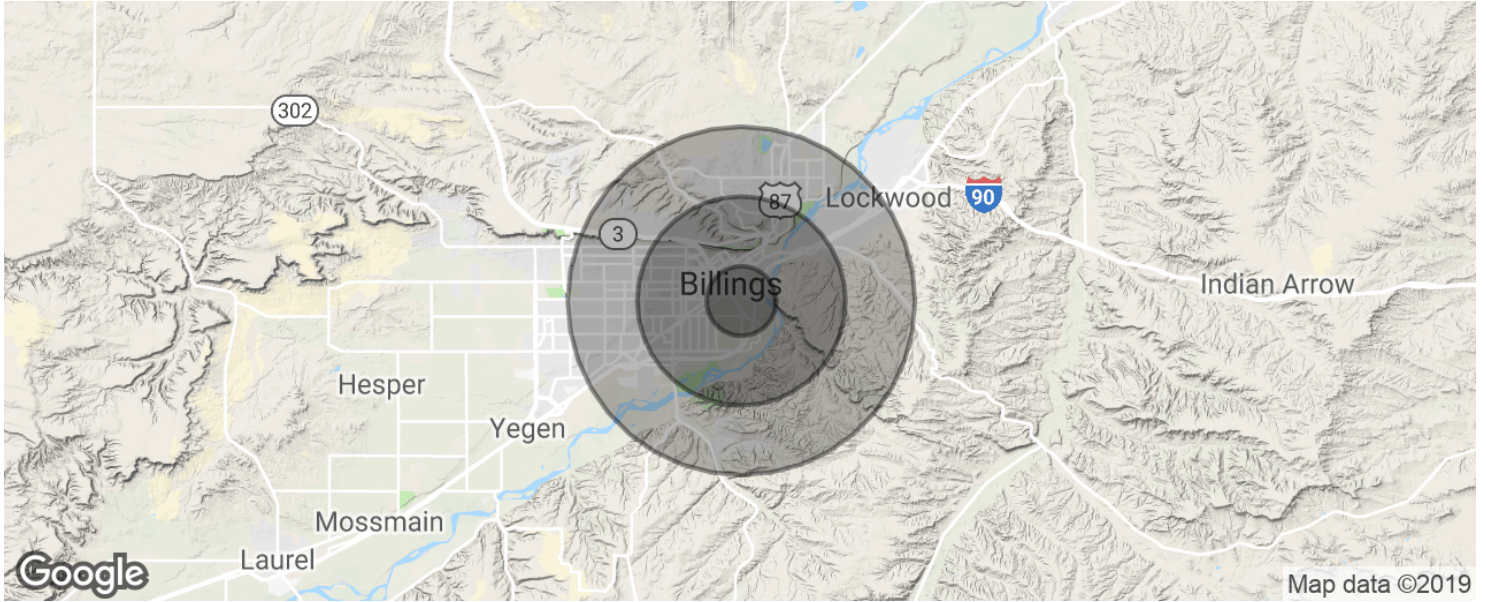 302
87
Lockwood
90
3
Billings
Indian Arrow
Hesper
Yegen
Mossmain
Laurel
Google
Map data ©2019